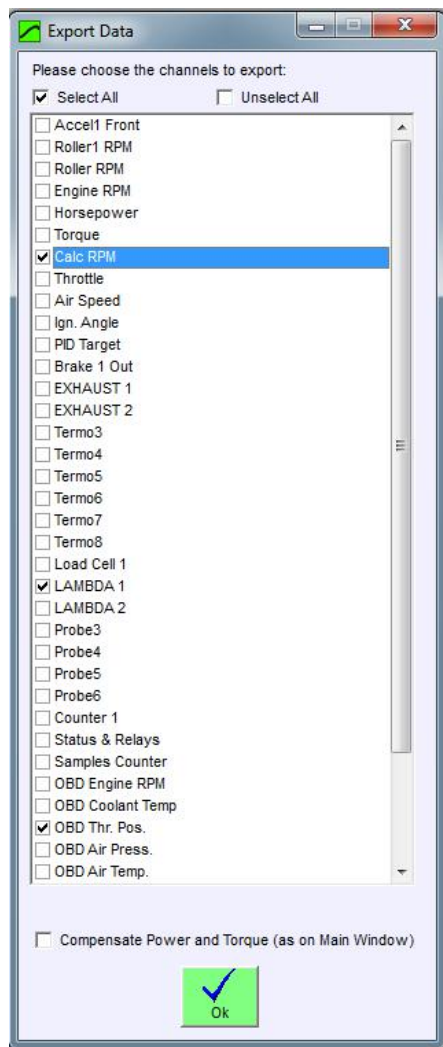 Export Data
Please choose the channels to export:
Select All Unselect All
Accel1 Front
Roller1 RPM
Roller RPM
Engine RPM
Horsepower
Torque
Calc RPM
Throttle
Air Speed
Ign. Angle
PID Target
Brake 1 Out
EXHAUST 1
EXHAUST 2
Termo3
Termo4
Termo5
Termo6
Termo7
Termo8
Load Cell 1
LAMBDA 1
LAMBDA 2
Probe3
Probe4
Probe5
Probe6
Counter 1
Status & Relays
Samples Counter
OBD Engine RPM
OBD Coolant Temp
OBD Thr. Pos.
OBD Air Press.
OBD Air Temp.
Compensate Power and Torque (as on Main Window)
Ok